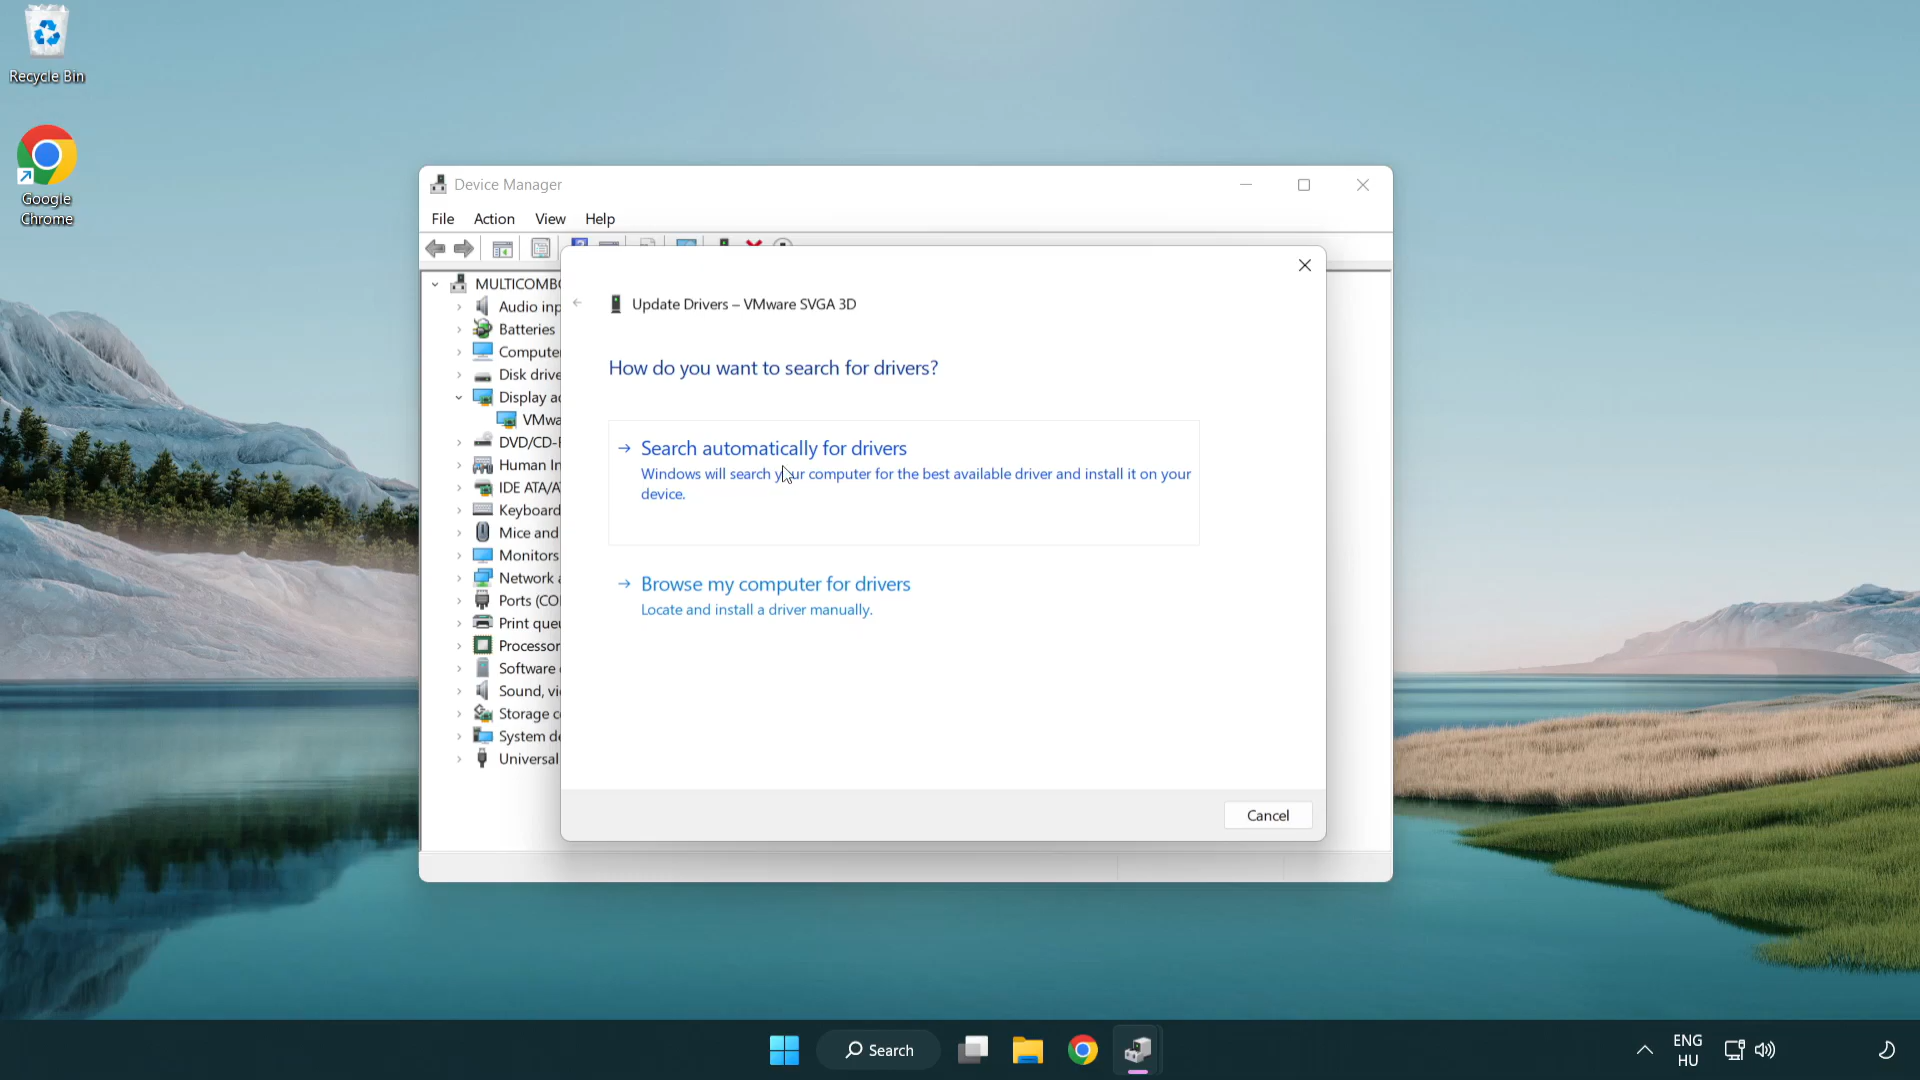 Recycle Bin
Google
Chrome
Device Manager
File Action View Help
MULTICOMBO
Audio inp
Batteries
Compute
Disk drive
Display a
VMwa
DVD/CD-
Human In
IDE ATA/A
Keyboard
Mice and
Monitors
Network a
Ports (CO
Print que
Processor
Software
Sound, vi
Storage c
System de
Universal
Update Drivers – VMware SVGA 3D
How do you want to search for drivers?
Search automatically for drivers
Windows will search your computer for the best available driver and install it on your
device.
Browse my computer for drivers
Locate and install a driver manually.
Cancel
Search
ENG
HU